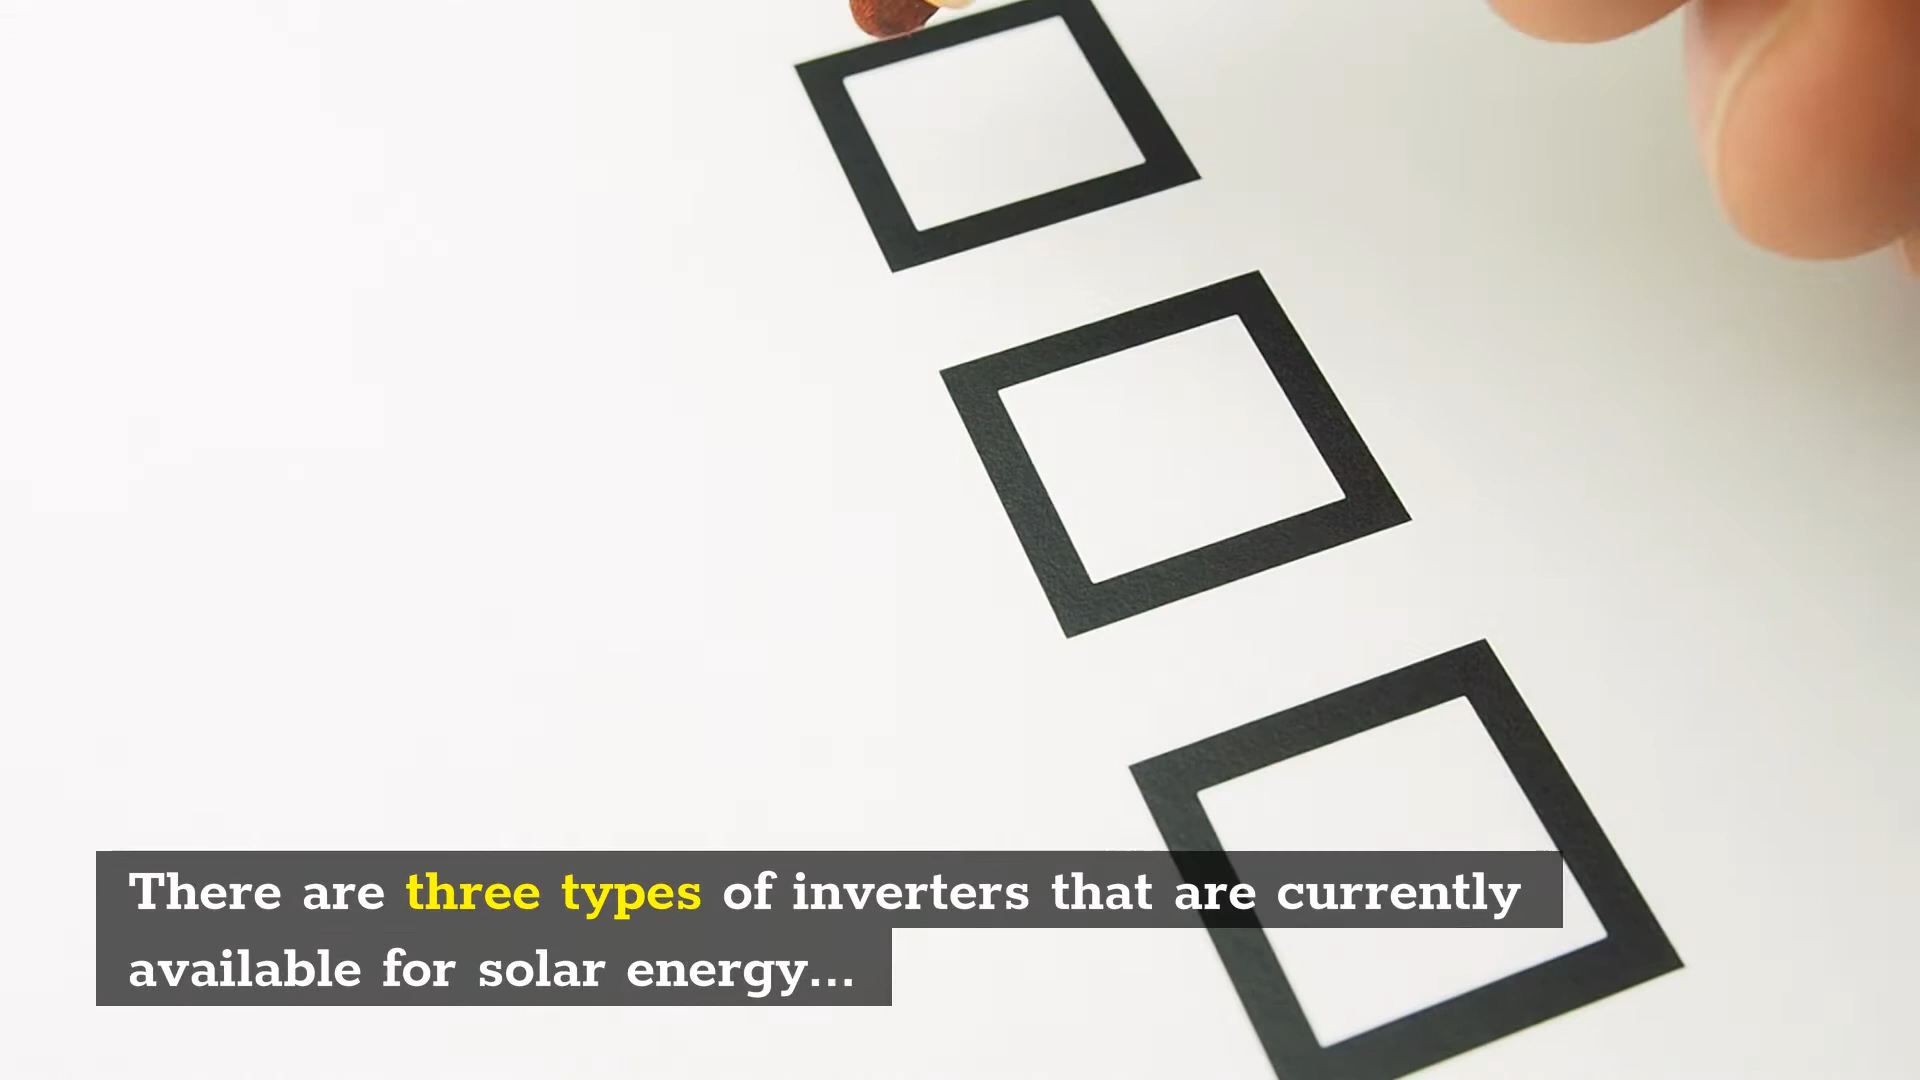 There are three types of inverters that are currently
available for solar energy...